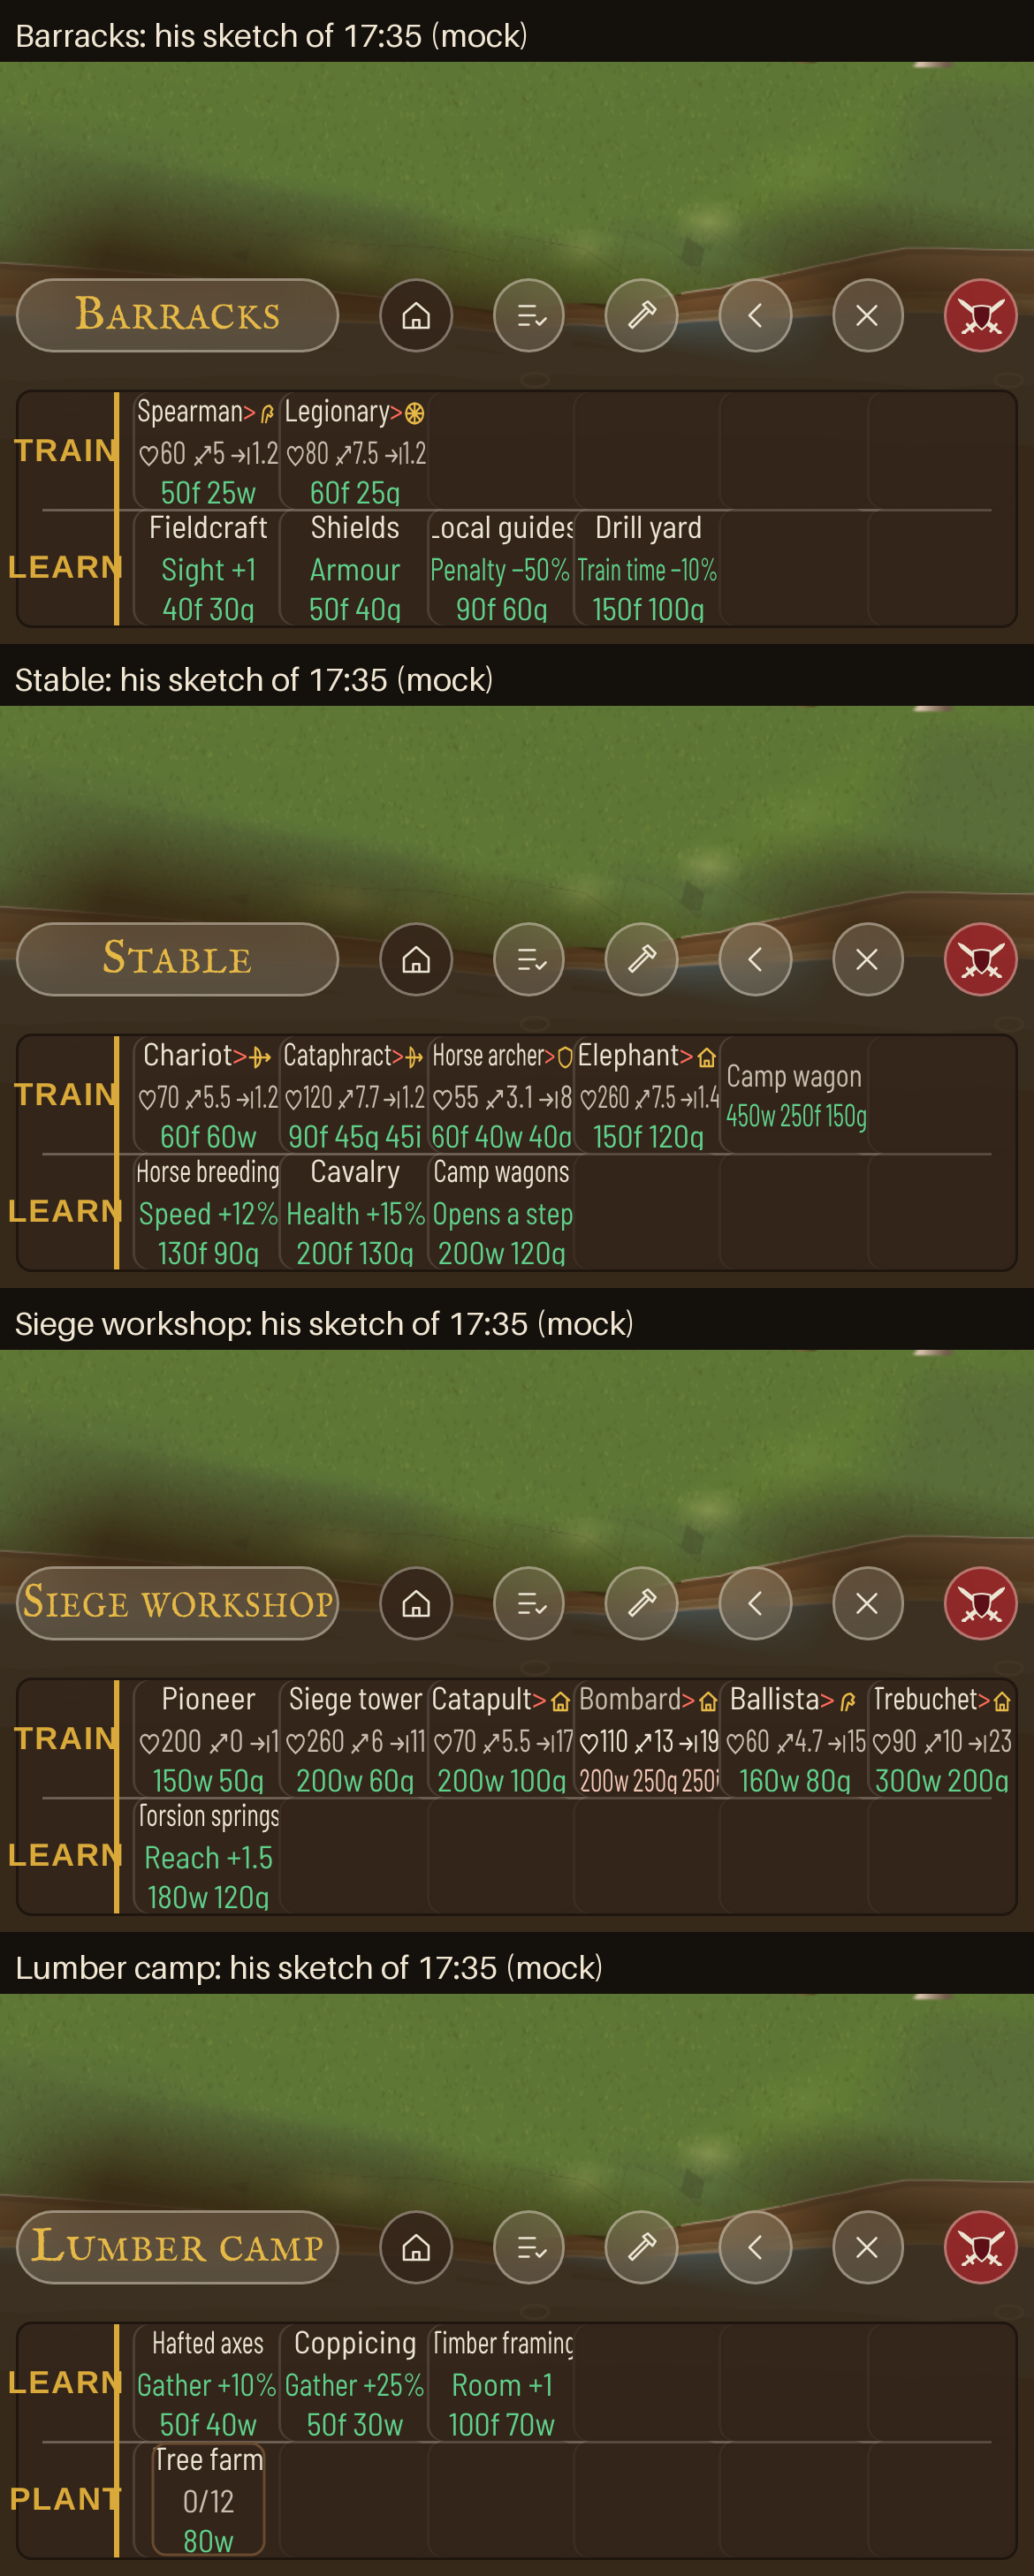 Barracks: his sketch of 17:35 (mock)
BARRACKS
TRAIN
Spearman> Legionary>
60 5 1.2 80 7.5 1.2
50f 25w 60f 25g
LEARN
Fieldcraft Shields Local guides Drill yard
Sight +1 Armour Penalty −50% Train time −10%
40f 30g 50f 40g 90f 60g 150f 100g
Stable: his sketch of 17:35 (mock)
STABLE
TRAIN
Chariot> Cataphract> Horse archer> Elephant> Camp wagon
70 5.5 1.2 120 7.7 1.2 55 3.1 8 260 7.5 1.4
60f 60w 90f 45g 45i 60f 40w 40g 150f 120g 450w 250f 150g
LEARN
Horse breeding Cavalry Camp wagons
Speed +12% Health +15% Opens a step
130f 90g 200f 130g 200w 120g
Siege workshop: his sketch of 17:35 (mock)
SIEGE WORKSHOP
TRAIN
Pioneer Siege tower Catapult> Bombard> Ballista> Trebuchet>
200 0 1 260 6 11 70 5.5 17 110 13 19 60 4.7 15 90 10 23
150w 50g 200w 60g 200w 100g 200w 250g 250i 160w 80g 300w 200g
LEARN
Torsion springs
Reach +1.5
180w 120g
Lumber camp: his sketch of 17:35 (mock)
LUMBER CAMP
LEARN
Hafted axes Coppicing Timber framing
Gather +10% Gather +25% Room +1
50f 40w 50f 30w 100f 70w
PLANT
Tree farm
0/12
80w